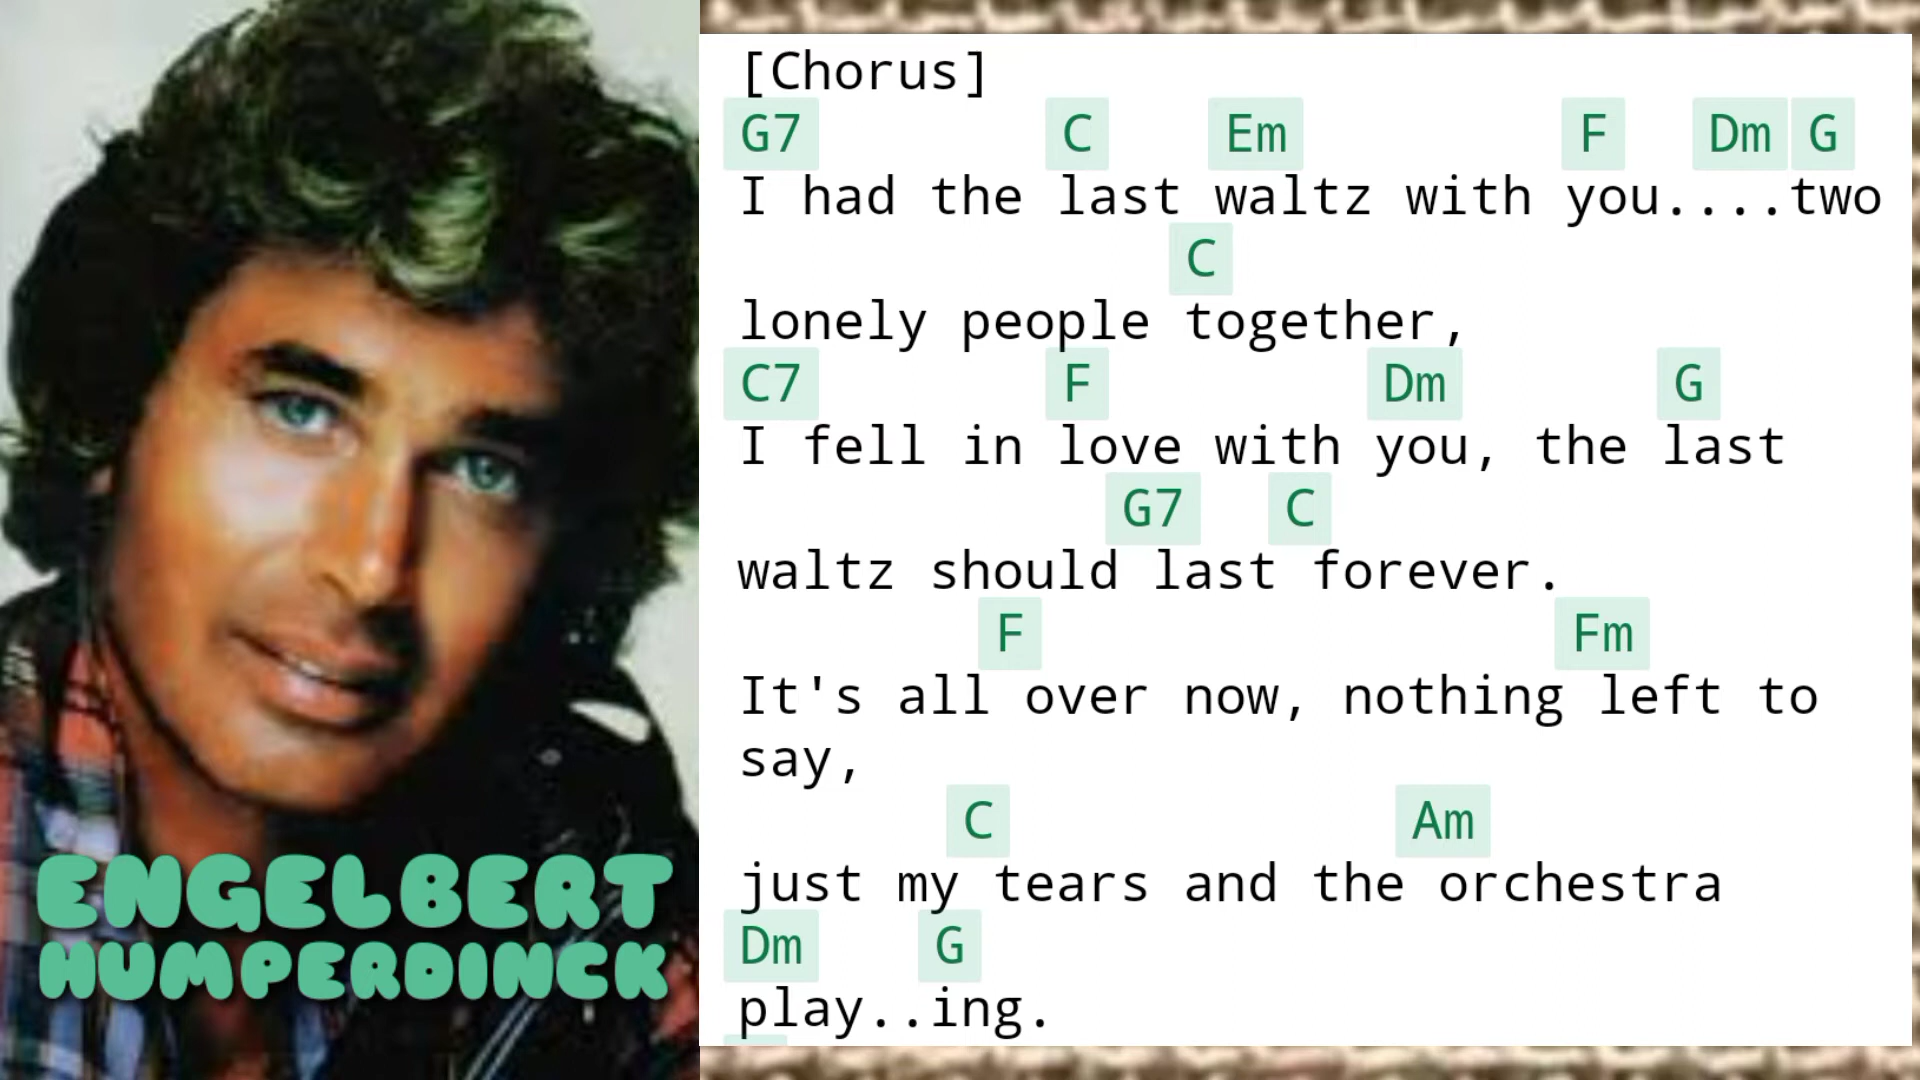 [Chorus]
G7 C Em F Dm G
I had the last waltz with you....two
C
lonely people together,
C7 F Dm G
I fell in love with you, the last
G7 C
waltz should last forever.
F Fm
It's all over now, nothing left to
say,
C Am
just my tears and the orchestra
Dm G
play..ing.
ENGELBERT
HUMPERDINCK